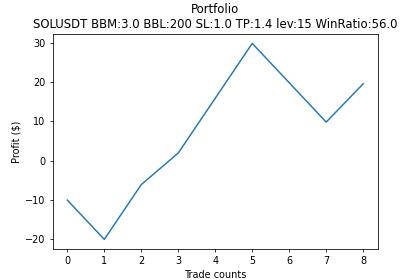 Portfolio
SOLUSDT BBM:3.0 BBL:200 SL:1.0 TP:1.4 lev:15 WinRatio:56.0
30
20
10
0
−10
−20
Profit ($)
0 1 2 3 4 5 6 7 8
Trade counts